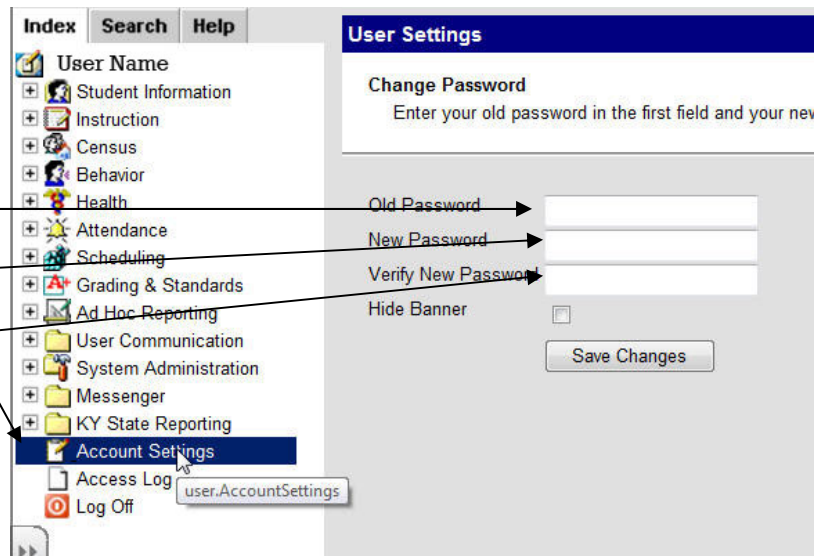 Index Search Help
User Name
Student Information
Instruction
Census
Behavior
Health
Attendance
Scheduling
Grading & Standards
Ad Hoc Reporting
User Communication
System Administration
Messenger
KY State Reporting
Account Settings
Access Log
user.AccountSettings
Log Off
User Settings
Change Password
Enter your old password in the first field and your new
Old Password
New Password
Verify New Password
Hide Banner
Save Changes